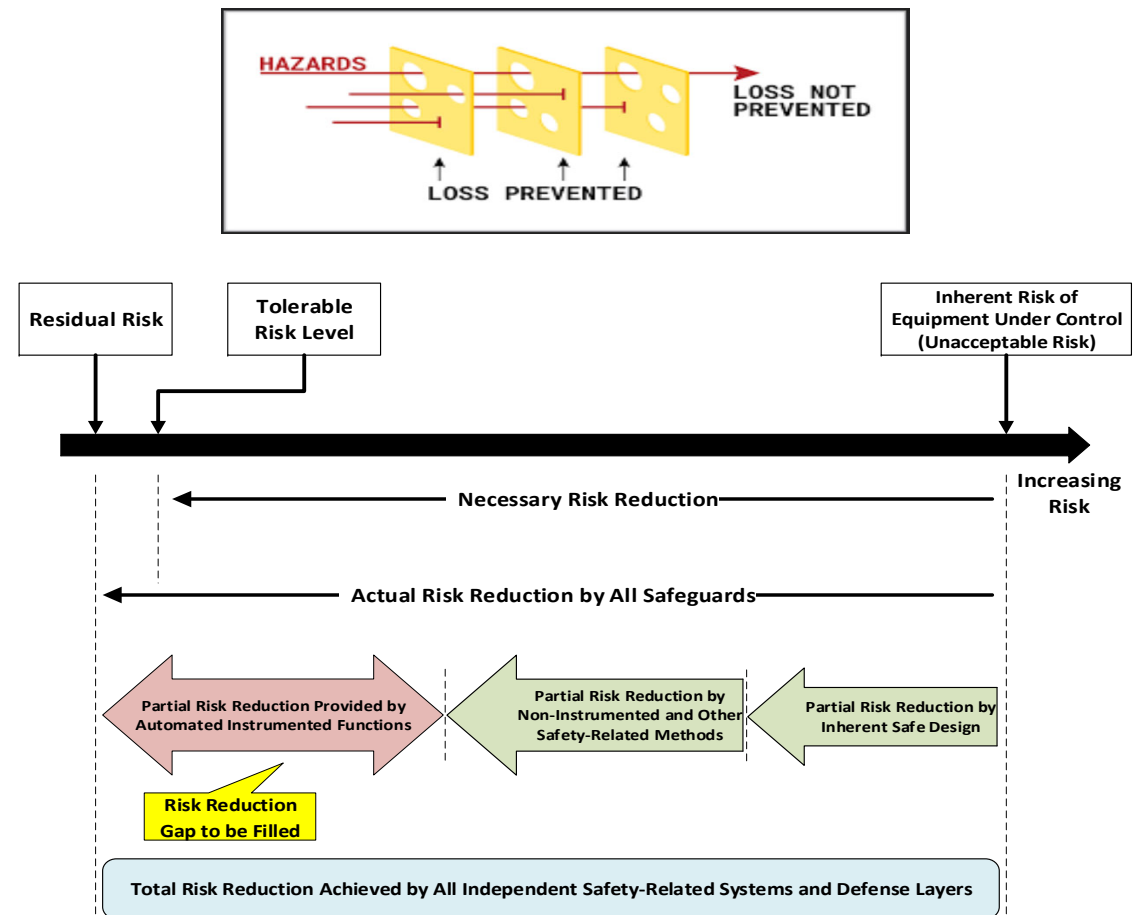 HAZARDS
LOSS NOT
PREVENTED
LOSS PREVENTED
Residual Risk
Tolerable
Risk Level
Inherent Risk of
Equipment Under Control
(Unacceptable Risk)
Increasing
Risk
Necessary Risk Reduction
Actual Risk Reduction by All Safeguards
Partial Risk Reduction Provided by
Automated Instrumented Functions
Partial Risk Reduction by
Non-Instrumented and Other
Safety-Related Methods
Partial Risk Reduction by
Inherent Safe Design
Risk Reduction
Gap to be Filled
Total Risk Reduction Achieved by All Independent Safety-Related Systems and Defense Layers